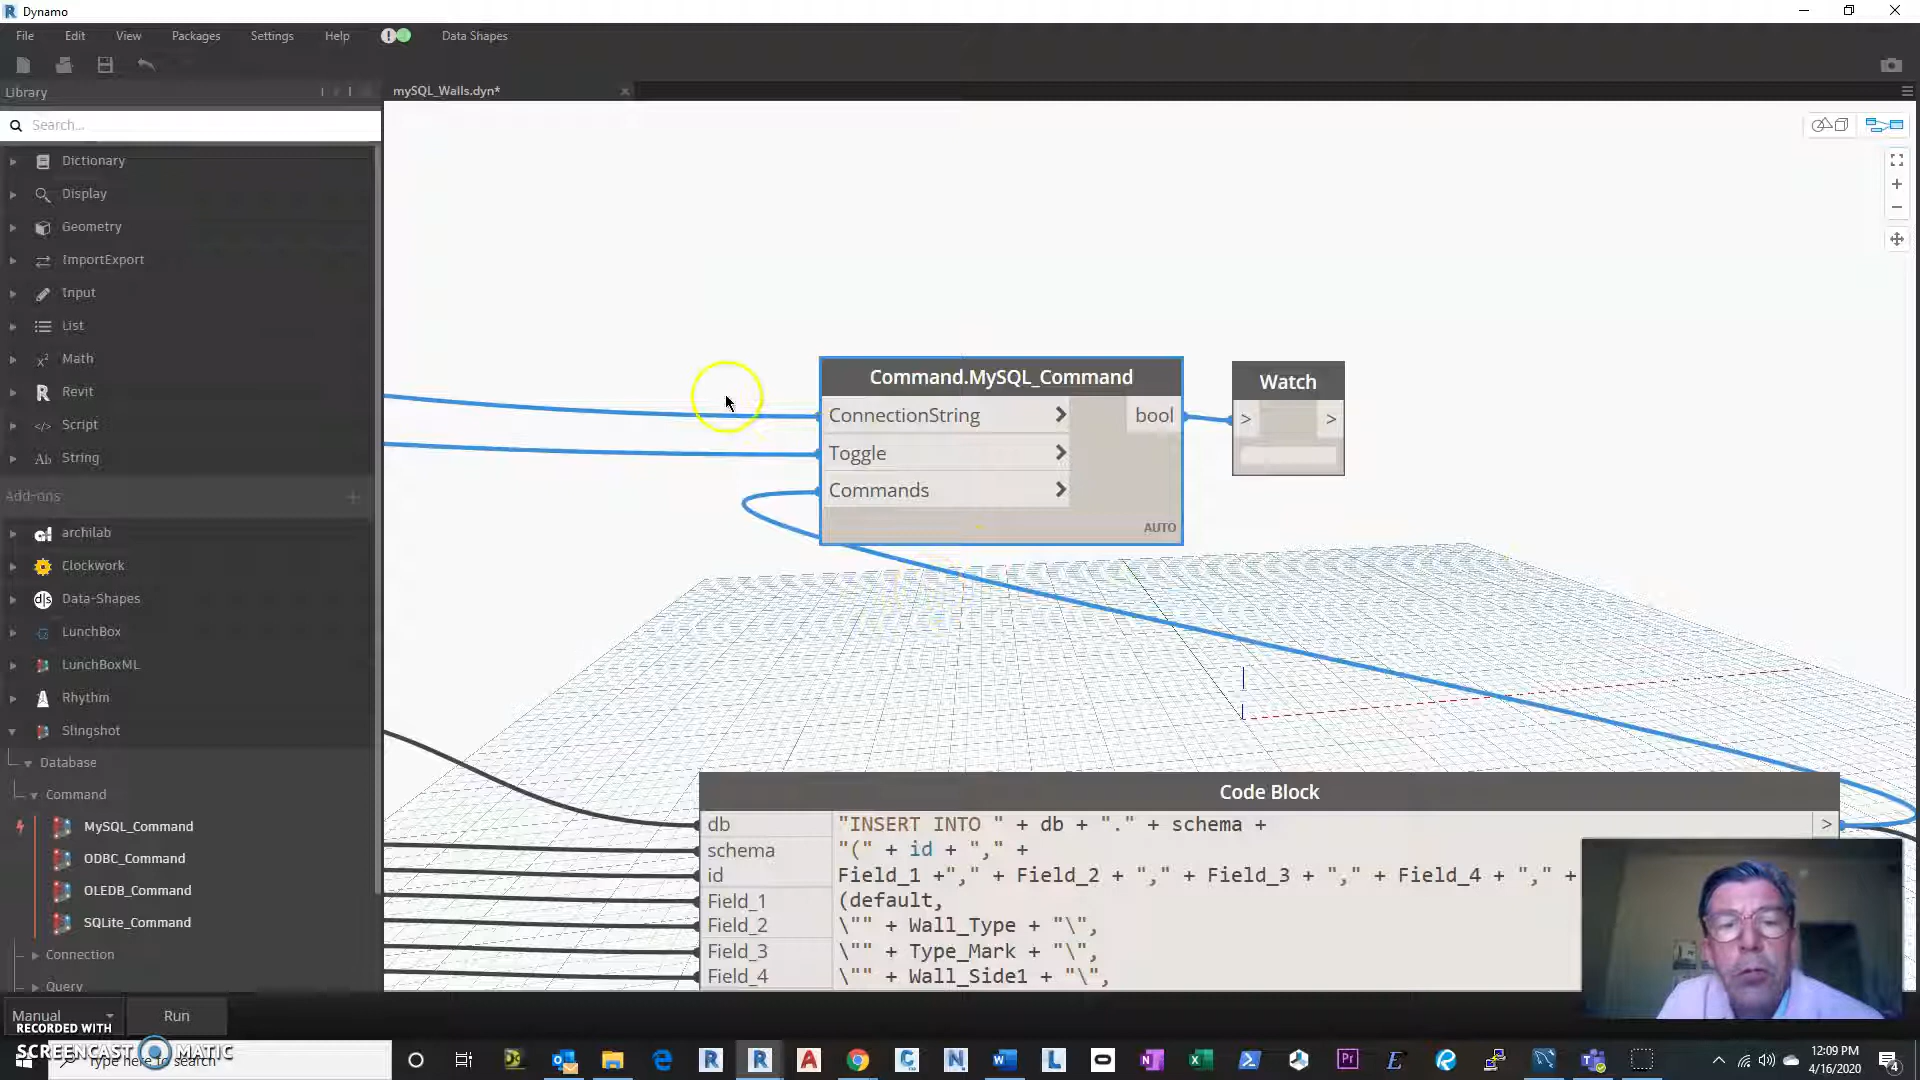 Dynamo
File Edit View Packages Settings Help Data Shapes
Library
mySQL_Walls.dyn*
Search...
Dictionary
Display
Geometry
ImportExport
Input
List
Math
Revit
Script
String
Add-ons
archilab
Clockwork
Data-Shapes
LunchBox
LunchBoxML
Rhythm
Slingshot
Database
Command
MySQL_Command
ODBC_Command
OLEDB_Command
SQLite_Command
Connection
Query
Manual Run
Command.MySQL_Command
ConnectionString > bool
Toggle >
Commands >
AUTO
Watch
> >
Code Block
db "INSERT INTO " + db + "." + schema + >
schema "(" + id + "," +
id Field_1 +"," + Field_2 + "," + Field_3 + "," + Field_4 + "," +
Field_1 (default,
Field_2 \"" + Wall_Type + "\",
Field_3 \"" + Type_Mark + "\",
Field_4 \"" + Wall_Side1 + "\",
RECORDED WITH
SCREENCAST MATIC
Type here to search
12:09 PM
4/16/2020